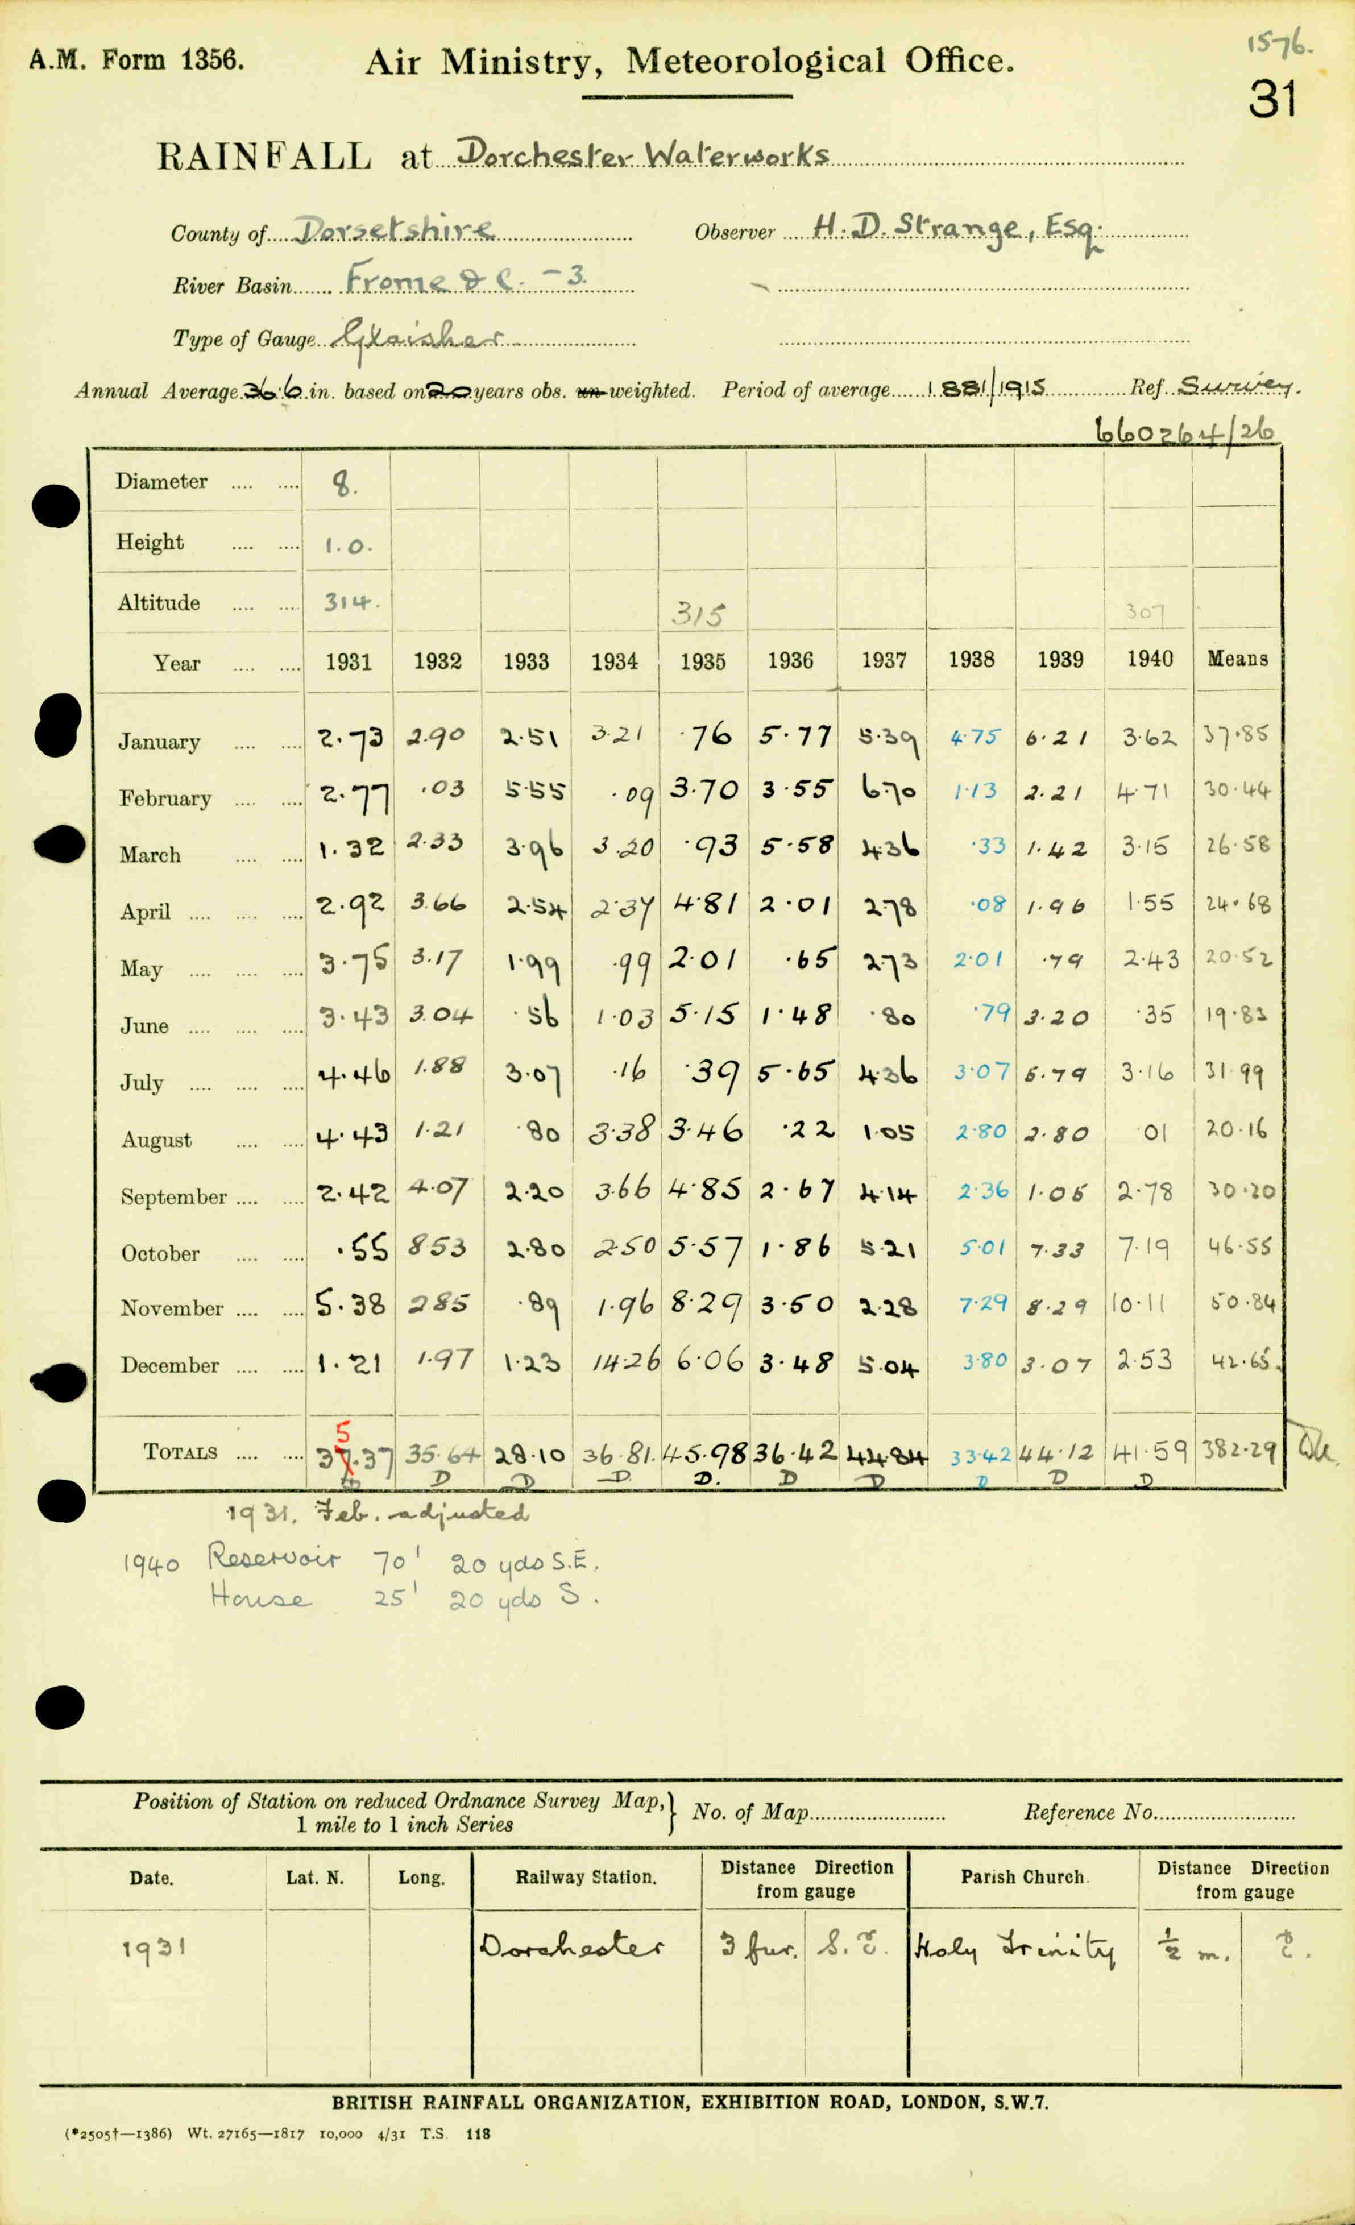 1576.
A.M. Form 1356. Air Ministry, Meteorological Office.
31
RAINFALL at Dorchester Waterworks
County of Dorsetshire Observer H. D. Strange, Esq.
River Basin Frome & C. - 3.
Type of Gauge Glaisher
Annual Average 36.6 in. based on 20 years obs. un-weighted. Period of average 1881/1915 Ref. Survey.
660264/26
Diameter 8.
Height 1.0.
Altitude 314. 315 307
Year 1931 1932 1933 1934 1935 1936 1937 1938 1939 1940 Means
January 2.73 2.90 2.51 3.21 .76 5.77 5.39 4.75 6.21 3.62 37.85
February 2.77 .03 5.55 .09 3.70 3.55 6.70 1.13 2.21 4.71 30.44
March 1.32 2.33 3.96 3.20 .93 5.58 4.36 .33 1.42 3.15 26.58
April 2.92 3.66 2.54 2.37 4.81 2.01 2.78 .08 1.96 1.55 24.68
May 3.75 3.17 1.99 .99 2.01 .65 2.73 2.01 .79 2.43 20.52
June 3.43 3.04 .56 1.03 5.15 1.48 .80 .79 3.20 .35 19.83
July 4.46 1.88 3.07 .16 .39 5.65 4.36 3.07 5.79 3.16 31.99
August 4.43 1.21 .80 3.38 3.46 .22 1.05 2.80 2.80 01 20.16
September 2.42 4.07 2.20 3.66 4.85 2.67 4.14 2.36 1.05 2.78 30.20
October .55 8.53 2.80 2.50 5.57 1.86 5.21 5.01 7.33 7.19 46.55
November 5.38 2.85 .89 1.96 8.29 3.50 2.28 7.29 8.29 10.11 50.84
December 1.21 1.97 1.23 14.26 6.06 3.48 5.04 3.80 3.07 2.53 42.65
5
TOTALS 37.37 35.64 28.10 36.81 45.98 36.42 44.84 33.42 44.12 41.59 382.29
D D D D. D D D D D
1931. Feb. adjusted
1940 Reservoir 70' 20 yds S.E.
House 25' 20 yds S.
Position of Station on reduced Ordnance Survey Map, No. of Map Reference No.
1 mile to 1 inch Series
Date. Lat. N. Long. Railway Station. Distance Direction from gauge Parish Church. Distance Direction from gauge
1931 Dorchester 3 fur. S.E. Holy Trinity ½ m. E.
BRITISH RAINFALL ORGANIZATION, EXHIBITION ROAD, LONDON, S.W.7.
(*2505†—1386) Wt. 27165—1817 10,000 4/31 T.S. 118